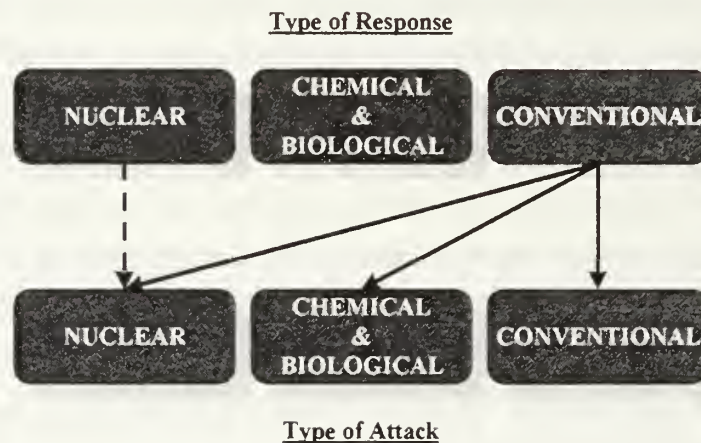 Type of Response
NUCLEAR
CHEMICAL
&
BIOLOGICAL
CONVENTIONAL
NUCLEAR
CHEMICAL
&
BIOLOGICAL
CONVENTIONAL
Type of Attack